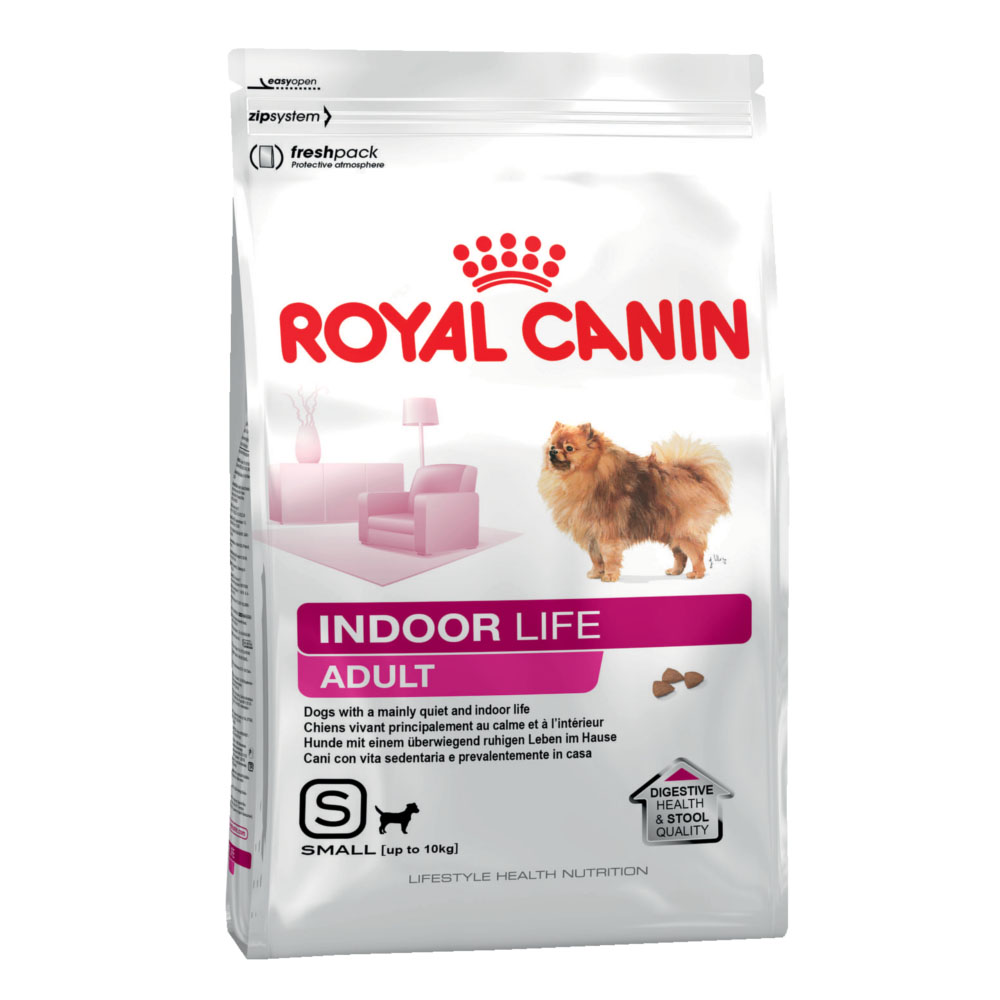 easyopen
zipsystem
freshpack
Protective atmosphere
ROYAL CANIN
INDOOR LIFE
ADULT
Dogs with a mainly quiet and indoor life
Chiens vivant principalement au calme et à l'intérieur
Hunde mit einem überwiegend ruhigen Leben im Hause
Cani con vita sedentaria e prevalentemente in casa
S
SMALL [up to 10kg]
DIGESTIVE
HEALTH
& STOOL
QUALITY
LIFESTYLE HEALTH NUTRITION